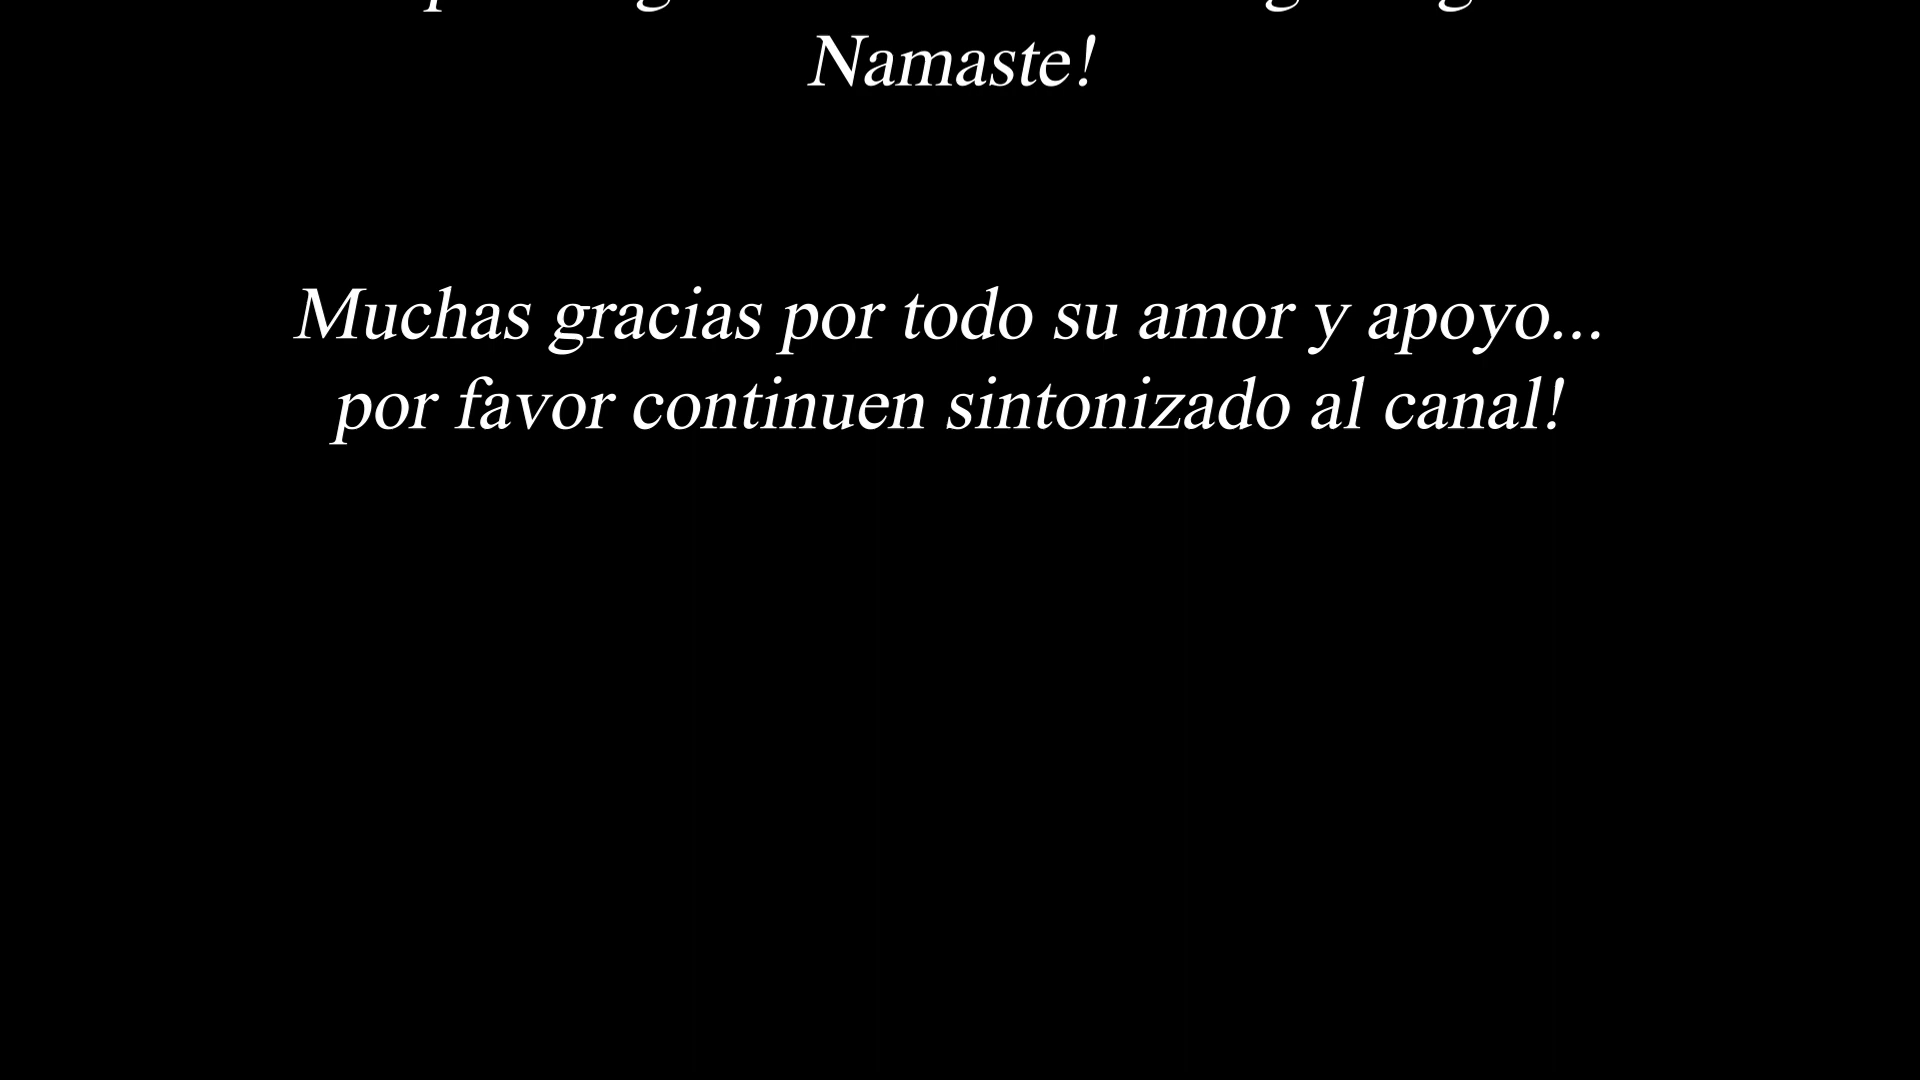 Namaste!
Muchas gracias por todo su amor y apoyo...
por favor continuen sintonizado al canal!